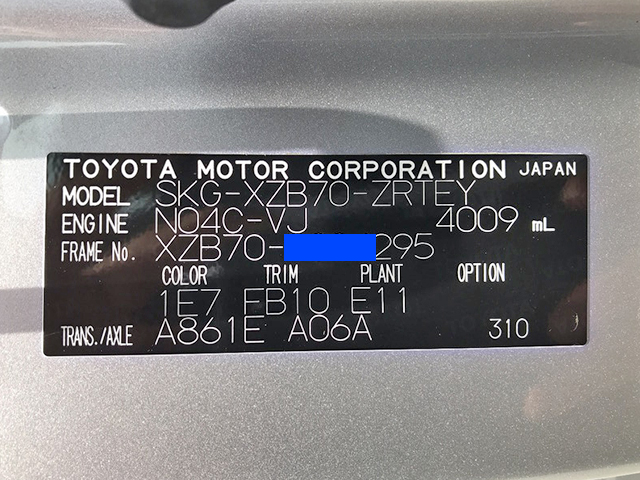 TOYOTA MOTOR CORPORATION JAPAN
MODEL SKG-XZB70-ZRTEY
ENGINE N04C-VJ 4009 mL
FRAME No. XZB70- 295
COLOR TRIM PLANT OPTION
1E7 FB10 E11
TRANS./AXLE A861E A06A 310